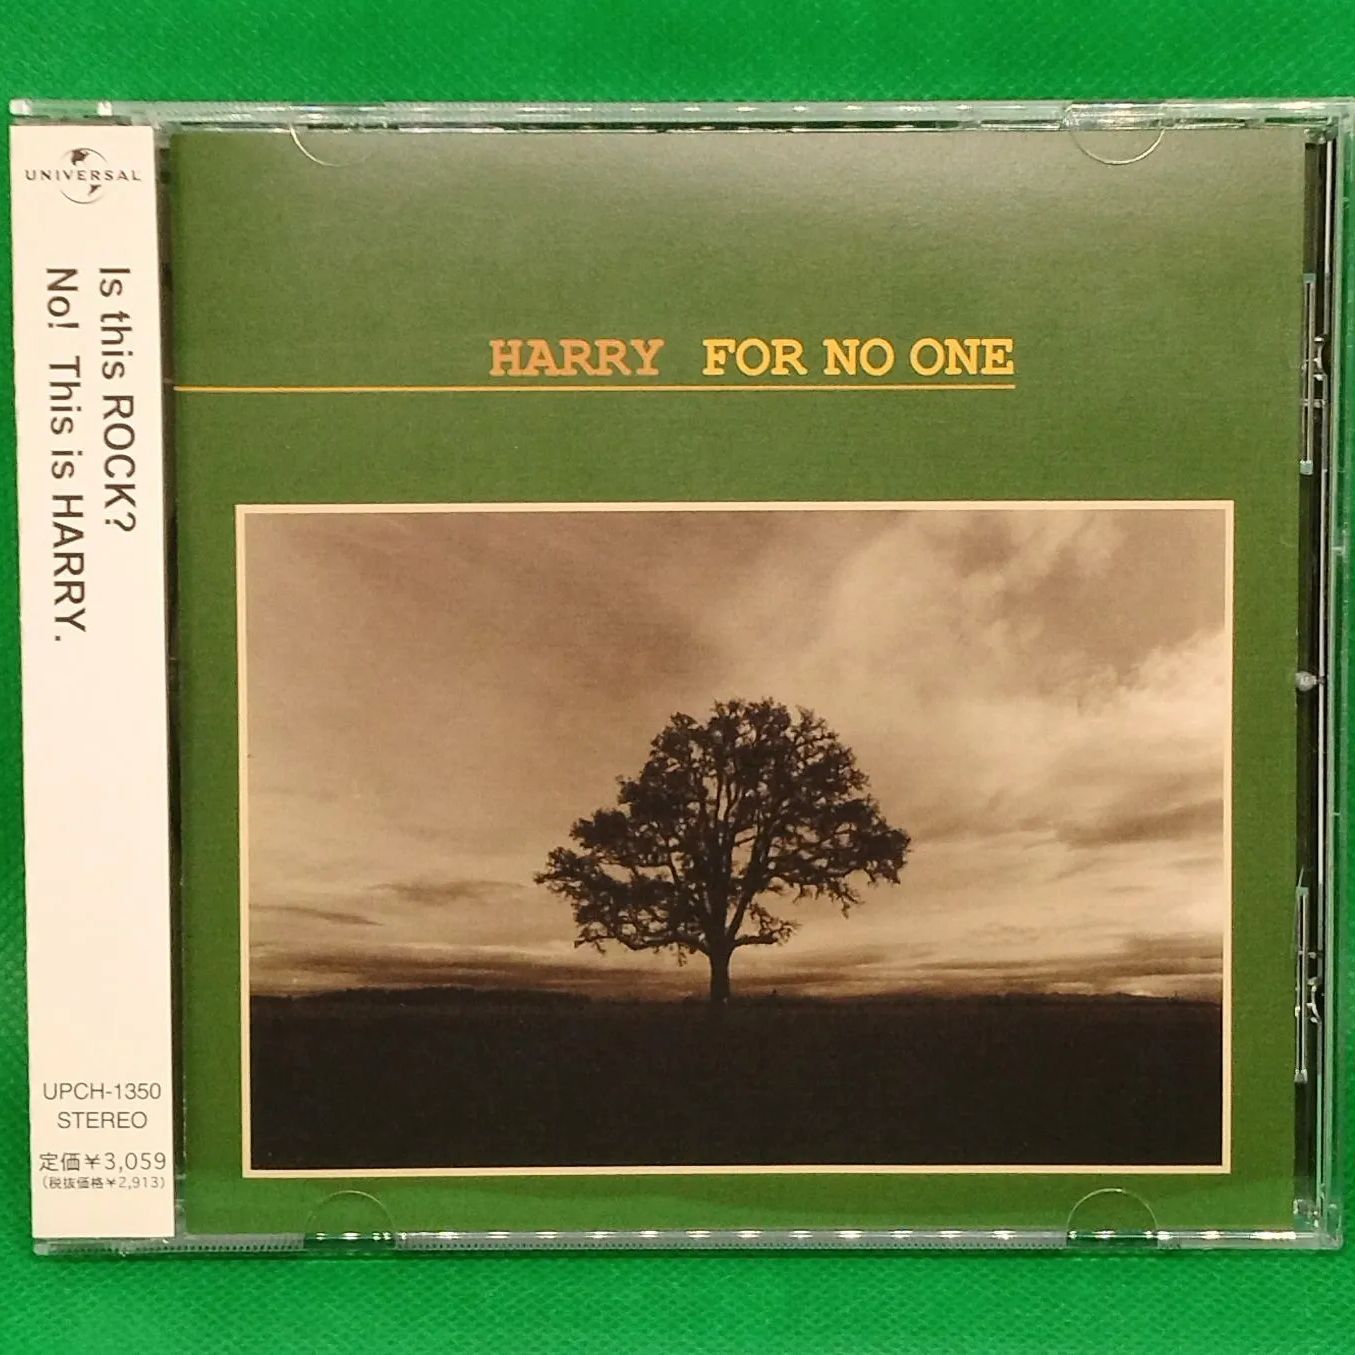 UNIVERSAL
Is this ROCK?
No! This is HARRY.
UPCH-1350
STEREO
定価¥3,059
(税抜価格¥2,913)
HARRY FOR NO ONE